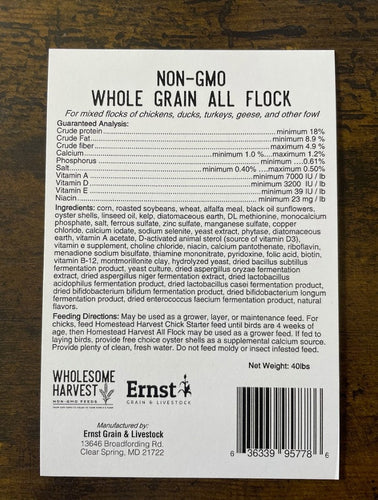 NON-GMO
WHOLE GRAIN ALL FLOCK
For mixed flocks of chickens, ducks, turkeys, geese, and other fowl
Guaranteed Analysis:
Crude protein......minimum 18%
Crude Fat......minimum 8.9 %
Crude fiber......maximum 4.9 %
Calcium......minimum 1.0 %......maximum 1.2%
Phosphorus......minimum ....0.61%
Salt......minimum 0.40% ......maximum 0.50%
Vitamin A......minimum 7000 IU / lb
Vitamin D......minimum 3200 IU / lb
Vitamin E......minimum 39 IU / lb
Niacin......minimum 23 mg / lb
Ingredients: corn, roasted soybeans, wheat, alfalfa meal, black oil sunflowers,
oyster shells, linseed oil, kelp, diatomaceous earth, DL methionine, monocalcium
phosphate, salt, ferrous sulfate, zinc sulfate, manganese sulfate, copper
sulfate, calcium iodate, sodium selenite, yeast extract, phytase, diatomaceous
earth, vitamin A acetate, D-activated animal sterol (source of vitamin D3),
vitamin e supplement, choline chloride, niacin, calcium pantothenate, riboflavin,
menadione sodium bisulfite, thiamine mononitrate, pyridoxine, folic acid, biotin,
vitamin B-12, montmorillonite clay, hydrolyzed yeast, dried bacillus subtilus
fermentation product, yeast culture, dried aspergillus oryzae fermentation
extract, dried aspergillus niger fermentation extract, dried lactobacillus
acidophilus fermentation product, dried lactobacillus casei fermentation product,
dried bifidobacterium bifidum fermentation product, dried bifidobacterium longum
fermentation product, dried enterococcus faecium fermentation product, natural
flavors.
Feeding Directions: May be used as a grower, layer, or maintenance feed. For
chicks, feed Homestead Harvest Chick Starter feed until birds are 4 weeks of
age, then Homestead Harvest All Flock may be used as a grower feed. If fed to
laying birds, provide free choice oyster shells as a supplemental calcium source.
Provide plenty of clean, fresh water. Do not feed moldy or insect infested feed.
Net Weight: 40lbs
WHOLESOME
HARVEST
NON-GMO FEEDS
Ernst
GRAIN & LIVESTOCK
Manufactured by:
Ernst Grain & Livestock
13646 Broadfording Rd.
Clear Spring, MD 21722
6 36339 95778 6